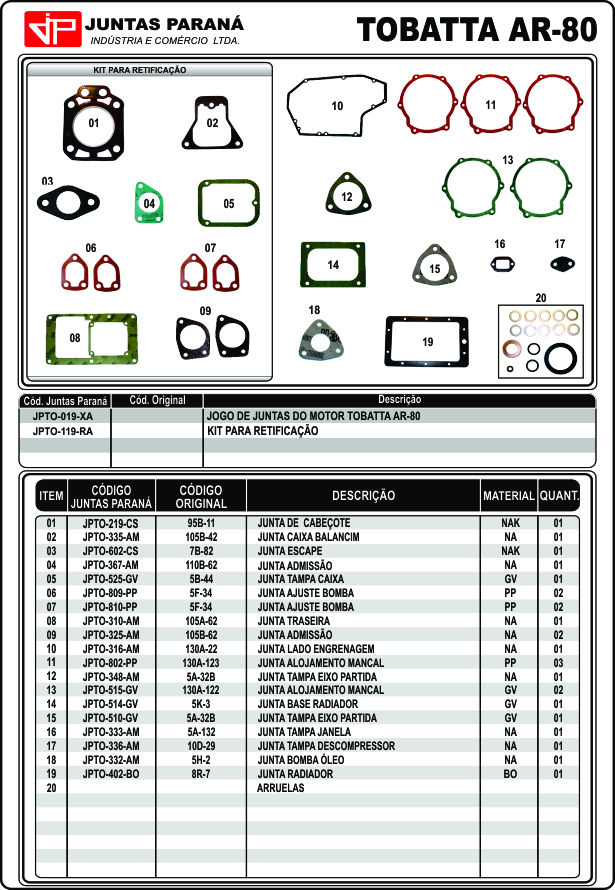 JP JUNTAS PARANÁ
INDÚSTRIA E COMÉRCIO LTDA.
TOBATTA AR-80
KIT PARA RETIFICAÇÃO
01
02
03
04
05
06
07
08
09
10
11
12
13
14
15
16
17
18
19
20
Cód. Juntas Paraná Cód. Original Descrição
JPTO-019-XA JOGO DE JUNTAS DO MOTOR TOBATTA AR-80
JPTO-119-RA KIT PARA RETIFICAÇÃO
ITEM CÓDIGO JUNTAS PARANÁ CÓDIGO ORIGINAL DESCRIÇÃO MATERIAL QUANT.
01 JPTO-219-CS 95B-11 JUNTA DE CABEÇOTE NAK 01
02 JPTO-335-AM 105B-42 JUNTA CAIXA BALANCIM NA 01
03 JPTO-602-CS 7B-82 JUNTA ESCAPE NAK 01
04 JPTO-367-AM 110B-62 JUNTA ADMISSÃO NA 01
05 JPTO-525-GV 5B-44 JUNTA TAMPA CAIXA GV 01
06 JPTO-809-PP 5F-34 JUNTA AJUSTE BOMBA PP 02
07 JPTO-810-PP 5F-34 JUNTA AJUSTE BOMBA PP 02
08 JPTO-310-AM 105A-62 JUNTA TRASEIRA NA 01
09 JPTO-325-AM 105B-62 JUNTA ADMISSÃO NA 02
10 JPTO-316-AM 130A-22 JUNTA LADO ENGRENAGEM NA 01
11 JPTO-802-PP 130A-123 JUNTA ALOJAMENTO MANCAL PP 03
12 JPTO-348-AM 5A-32B JUNTA TAMPA EIXO PARTIDA NA 01
13 JPTO-515-GV 130A-122 JUNTA ALOJAMENTO MANCAL GV 02
14 JPTO-514-GV 5K-3 JUNTA BASE RADIADOR GV 01
15 JPTO-510-GV 5A-32B JUNTA TAMPA EIXO PARTIDA GV 01
16 JPTO-333-AM 5A-132 JUNTA TAMPA JANELA NA 01
17 JPTO-336-AM 10D-29 JUNTA TAMPA DESCOMPRESSOR NA 01
18 JPTO-332-AM 5H-2 JUNTA BOMBA ÓLEO NA 01
19 JPTO-402-BO 8R-7 JUNTA RADIADOR BO 01
20 ARRUELAS